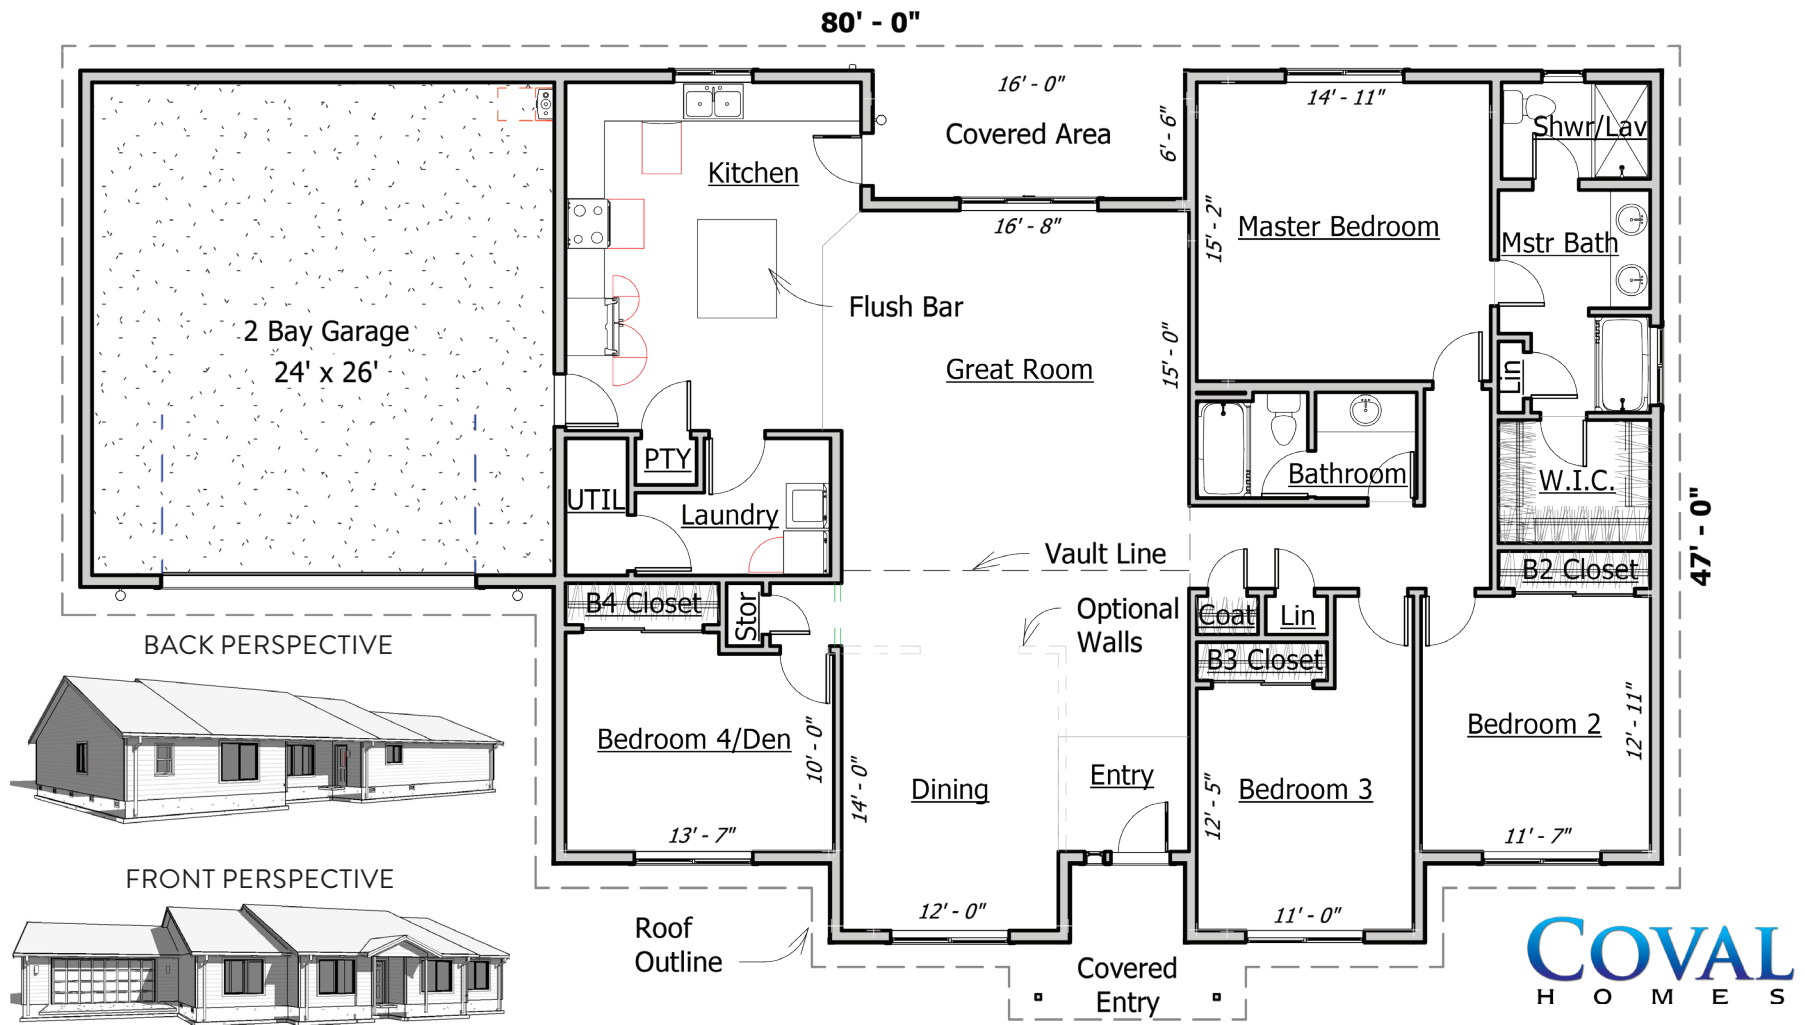 80' - 0"
16' - 0"
Covered Area
6' - 6"
14' - 11"
Shwr/Lav
Kitchen
16' - 8"
15' - 2"
Master Bedroom
Mstr Bath
Flush Bar
2 Bay Garage
24' x 26'
Great Room
15' - 0"
Lin
PTY
UTIL
Laundry
Bathroom
W.I.C.
47' - 0"
Vault Line
B4 Closet
Stor
Optional
Walls
Coat
Lin
B2 Closet
B3 Closet
BACK PERSPECTIVE
Bedroom 4/Den
10' - 0"
13' - 7"
14' - 0"
Dining
12' - 0"
Entry
12' - 5"
Bedroom 3
11' - 0"
Bedroom 2
12' - 11"
11' - 7"
FRONT PERSPECTIVE
Roof
Outline
Covered
Entry
COVAL
HOMES